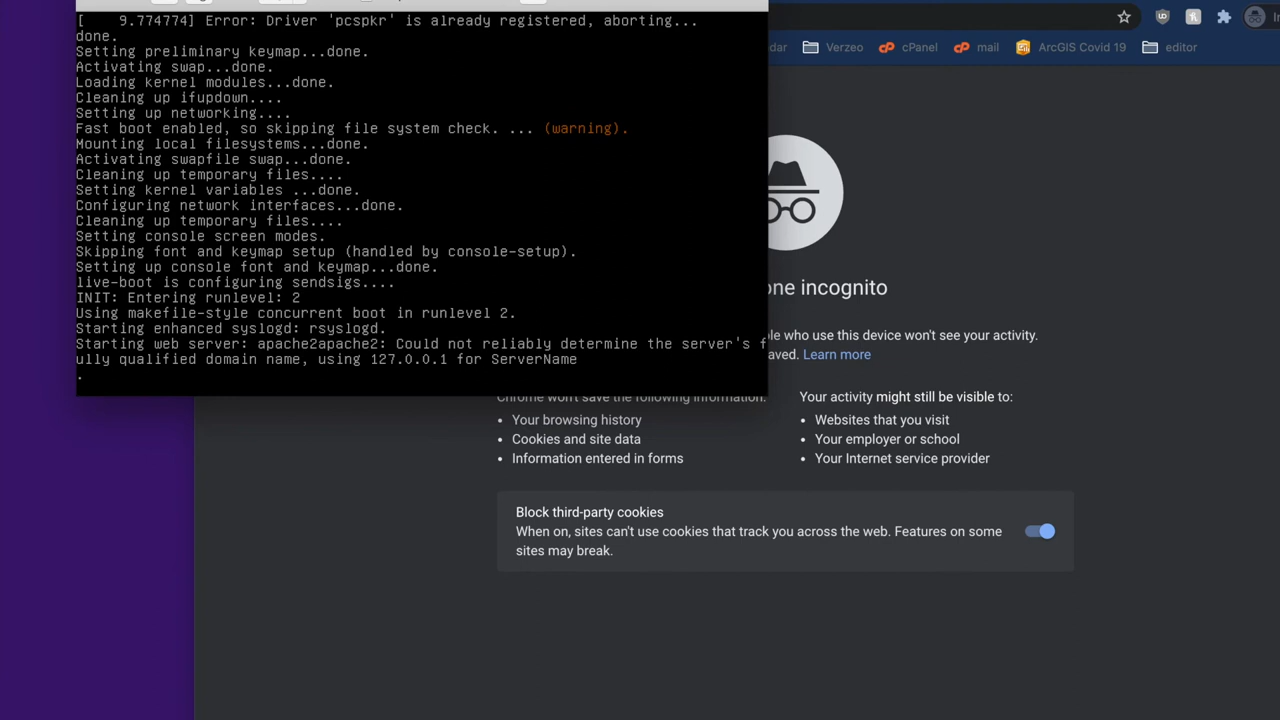 [    9.774774] Error: Driver 'pcspkr' is already registered, aborting...
done.
Setting preliminary keymap...done.
Activating swap...done.
Loading kernel modules...done.
Cleaning up ifupdown....
Setting up networking....
Fast boot enabled, so skipping file system check. ... (warning).
Mounting local filesystems...done.
Activating swapfile swap...done.
Cleaning up temporary files....
Setting kernel variables ...done.
Configuring network interfaces...done.
Cleaning up temporary files....
Setting console screen modes.
Skipping font and keymap setup (handled by console-setup).
Setting up console font and keymap...done.
live-boot is configuring sendsigs....
INIT: Entering runlevel: 2
Using makefile-style concurrent boot in runlevel 2.
Starting enhanced syslogd: rsyslogd.
Starting web server: apache2apache2: Could not reliably determine the server's f
ully qualified domain name, using 127.0.0.1 for ServerName
.
dar Verzeo cPanel mail ArcGIS Covid 19 editor
one incognito
ple who use this device won't see your activity.
aved. Learn more
Chrome won't save the following information:
Your browsing history
Cookies and site data
Information entered in forms
Your activity might still be visible to:
Websites that you visit
Your employer or school
Your Internet service provider
Block third-party cookies
When on, sites can't use cookies that track you across the web. Features on some
sites may break.